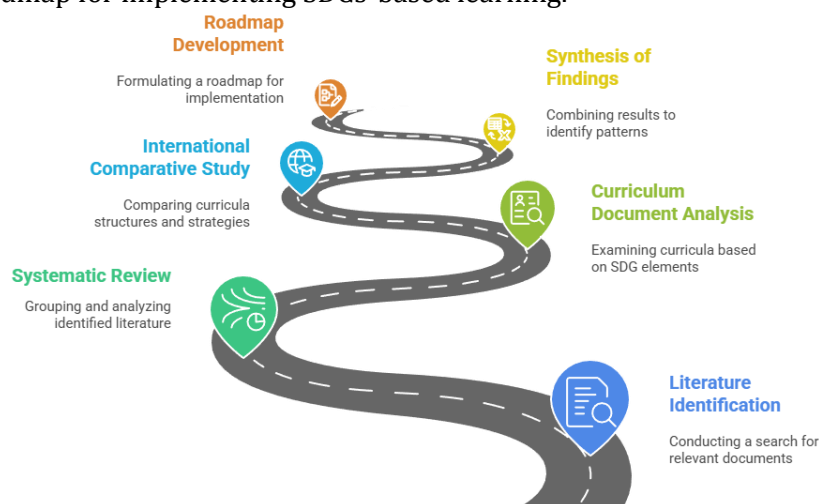 dmap for implementing SDGs-based learning.
Roadmap
Development
Formulating a roadmap for
implementation
Synthesis of
Findings
Combining results to
identify patterns
International
Comparative Study
Comparing curricula
structures and strategies
Curriculum
Document Analysis
Examining curricula based
on SDG elements
Systematic Review
Grouping and analyzing
identified literature
Literature
Identification
Conducting a search for
relevant documents